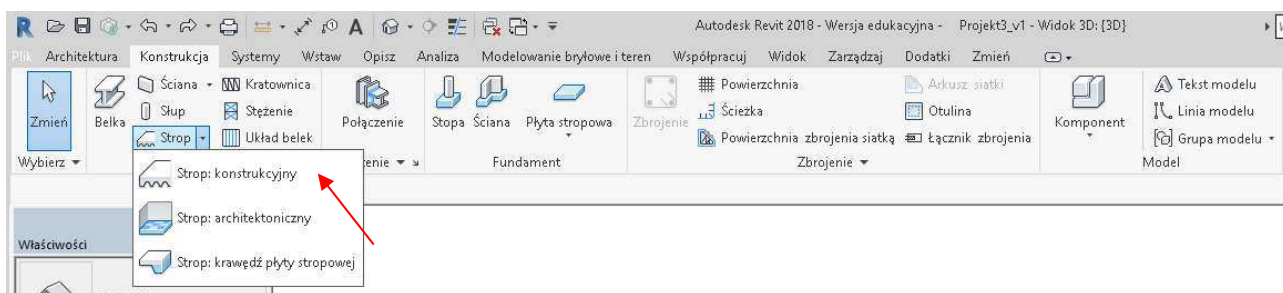 Autodesk Revit 2018 - Wersja edukacyjna - Projekt3_v1 - Widok 3D: {3D}
Plik Architektura Konstrukcja Systemy Wstaw Opisz Analiza Modelowanie bryłowe i teren Współpracuj Widok Zarządzaj Dodatki Zmień
Ściana Kratownica Powierzchnia Arkusz siatki Tekst modelu
Zmień Belka Słup Stężenie Połączenie Stopa Ściana Płyta stropowa Zbrojenie Ścieżka Otulina Komponent Linia modelu
Strop Układ belek Powierzchnia zbrojenia siatką Łącznik zbrojenia Grupa modelu
Wybierz Fundament Zbrojenie Model
Strop: konstrukcyjny
Strop: architektoniczny
Właściwości
Strop: krawędź płyty stropowej